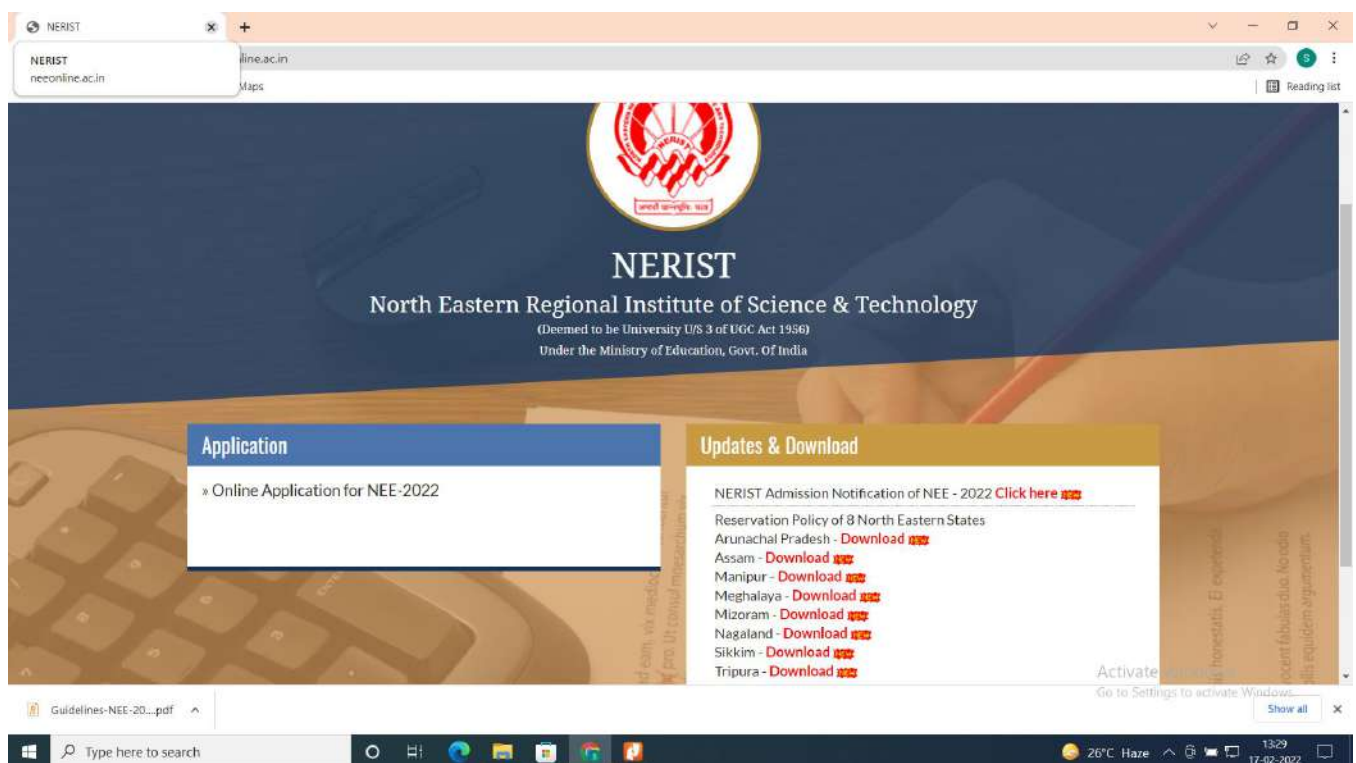 NERIST
NERIST
neeonline.ac.in
line.ac.in
Maps
Reading list
NERIST
NERIST
North Eastern Regional Institute of Science & Technology
(Deemed to be University U/S 3 of UGC Act 1956)
Under the Ministry of Education, Govt. Of India
Application
» Online Application for NEE-2022
Updates & Download
NERIST Admission Notification of NEE - 2022 Click here
Reservation Policy of 8 North Eastern States
Arunachal Pradesh - Download
Assam - Download
Manipur - Download
Meghalaya - Download
Mizoram - Download
Nagaland - Download
Sikkim - Download
Tripura - Download
Activate
Go to Settings to activate Windows.
Guidelines-NEE-20....pdf
Show all
Type here to search
26°C Haze
13:29
17-02-2022